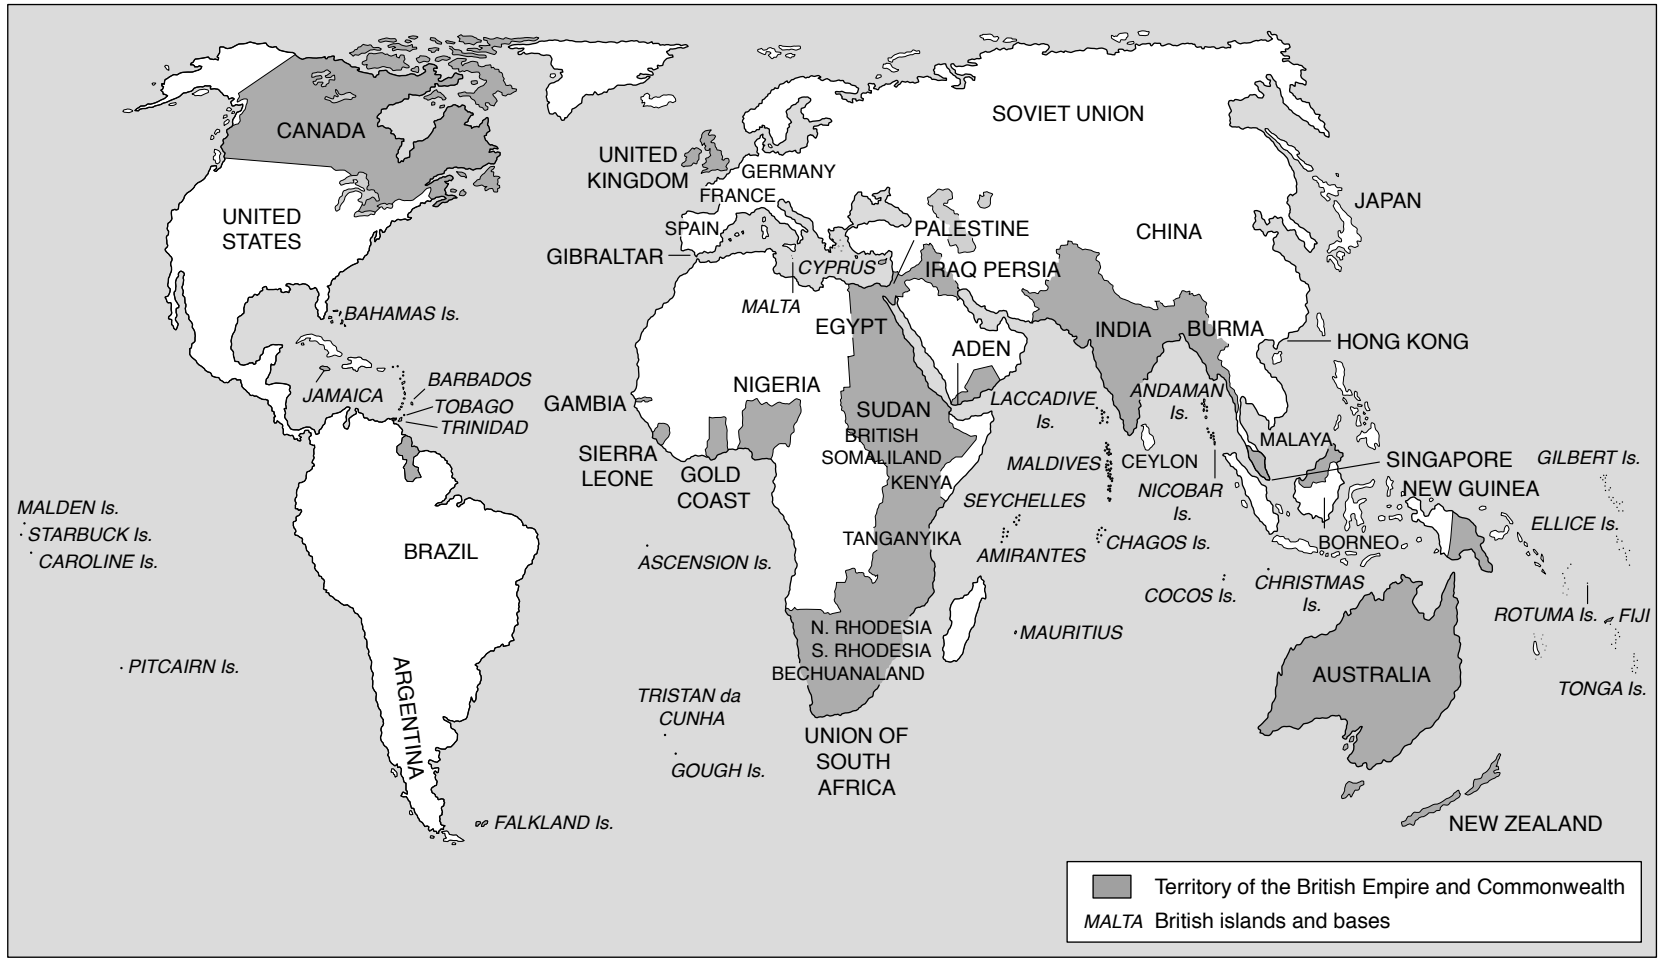 CANADA
UNITED
STATES
BAHAMAS Is.
JAMAICA
BARBADOS
TOBAGO
TRINIDAD
MALDEN Is.
STARBUCK Is.
CAROLINE Is.
PITCAIRN Is.
BRAZIL
ARGENTINA
FALKLAND Is.
UNITED
KINGDOM
GERMANY
FRANCE
SPAIN
GIBRALTAR
MALTA
CYPRUS
PALESTINE
IRAQ
PERSIA
SOVIET UNION
CHINA
JAPAN
EGYPT
ADEN
INDIA
BURMA
HONG KONG
GAMBIA
NIGERIA
SIERRA
LEONE
GOLD
COAST
SUDAN
BRITISH
SOMALILAND
KENYA
TANGANYIKA
ASCENSION Is.
N. RHODESIA
S. RHODESIA
BECHUANALAND
TRISTAN da
CUNHA
GOUGH Is.
UNION OF
SOUTH
AFRICA
LACCADIVE
Is.
ANDAMAN
Is.
MALDIVES
CEYLON
NICOBAR
Is.
SEYCHELLES
AMIRANTES
CHAGOS Is.
MAURITIUS
COCOS Is.
CHRISTMAS
Is.
MALAYA
SINGAPORE
NEW GUINEA
BORNEO
GILBERT Is.
ELLICE Is.
ROTUMA Is.
FIJI
TONGA Is.
AUSTRALIA
NEW ZEALAND
Territory of the British Empire and Commonwealth
MALTA British islands and bases